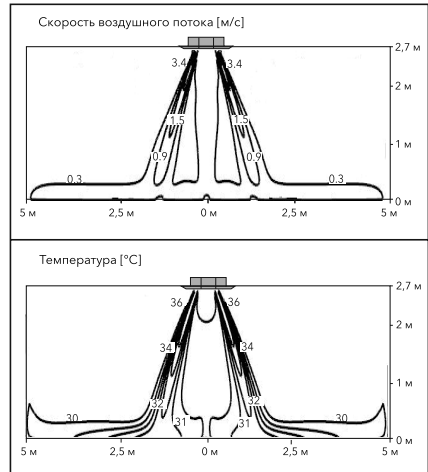 Скорость воздушного потока [м/с]
2,7 м
3.4 3.4
2 м
1.5 1.5
1 м
0.9 0.9
0.3 0.3
0 м
5 м 2,5 м 0 м 2,5 м 5 м
Температура [°C]
2,7 м
36 36
2 м
34 34
1 м
32 32
31 31
30 30
0 м
5 м 2,5 м 0 м 2,5 м 5 м